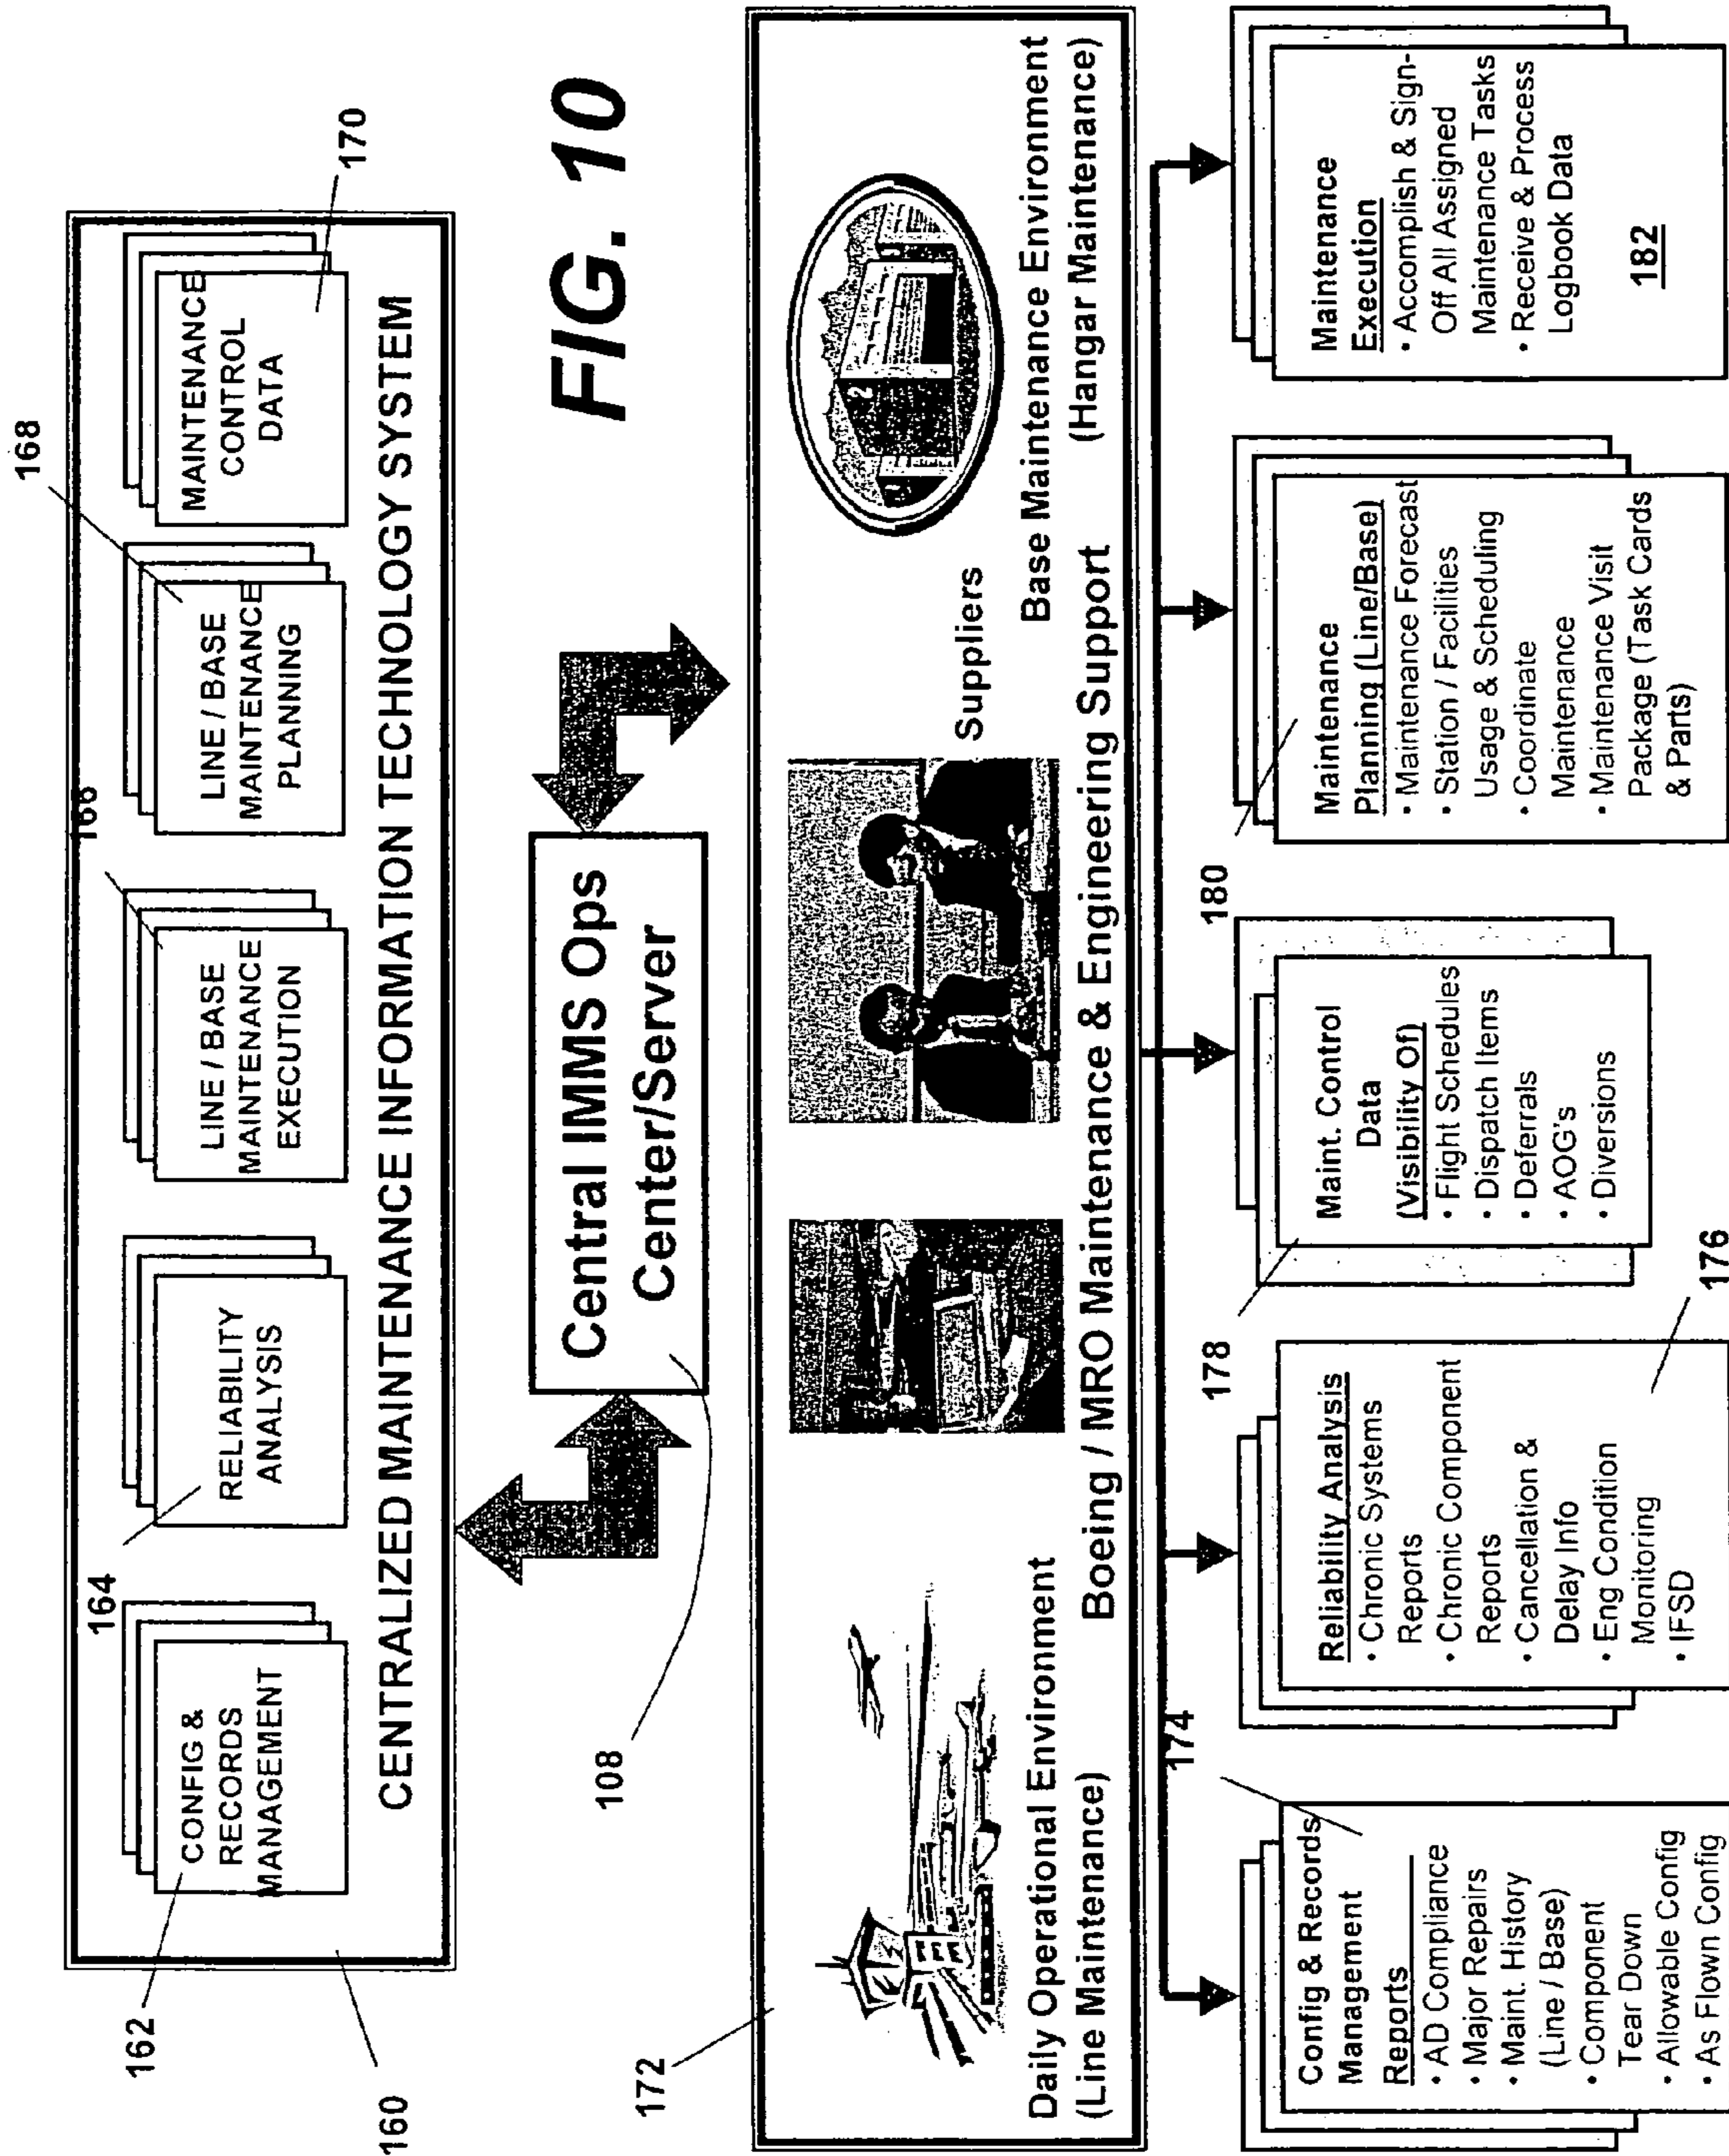 FIG. 10
162
164
166
168
170
160
CONFIG &
RECORDS
MANAGEMENT
RELIABILITY
ANALYSIS
LINE / BASE
MAINTENANCE
EXECUTION
LINE / BASE
MAINTENANCE
PLANNING
MAINTENANCE
CONTROL
DATA
CENTRALIZED MAINTENANCE INFORMATION TECHNOLOGY SYSTEM
108
Central IMMS Ops
Center/Server
172
Daily Operational Environment
(Line Maintenance)
Suppliers
Boeing / MRO Maintenance & Engineering Support
Base Maintenance Environment
(Hangar Maintenance)
174
Config & Records
Management
Reports
• AD Compliance
• Major Repairs
• Maint. History
(Line / Base)
• Component
Tear Down
• Allowable Config
• As Flown Config
176
Reliability Analysis
• Chronic Systems
Reports
• Chronic Component
Reports
• Cancellation &
Delay Info
• Eng Condition
Monitoring
• IFSD
178
Maint. Control
Data
(Visibility Of)
• Flight Schedules
• Dispatch Items
• Deferrals
• AOG's
• Diversions
180
Maintenance
Planning (Line/Base)
• Maintenance Forecast
• Station / Facilities
Usage & Scheduling
• Coordinate
Maintenance
• Maintenance Visit
Package (Task Cards
& Parts)
Maintenance
Execution
• Accomplish & Sign-
Off All Assigned
Maintenance Tasks
• Receive & Process
Logbook Data
182